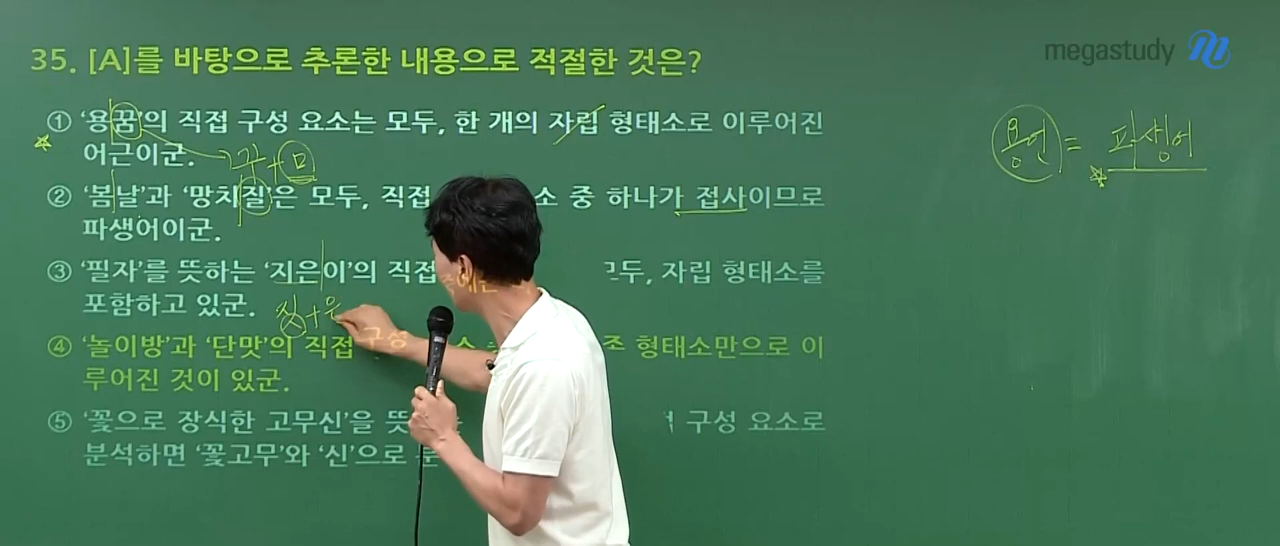 35. [A]를 바탕으로 추론한 내용으로 적절한 것은?
megastudy
① '용꿈'의 직접 구성 요소는 모두, 한 개의 자립 형태소로 이루어진
어근이군.
꾸+ㅁ
용언 = 파생어
② '봄날'과 '망치질'은 모두, 직접 소 중 하나가 접사이므로
파생어이군.
③ '필자'를 뜻하는 '지은이'의 직접 모두, 자립 형태소를
포함하고 있군.
짓+은
④ '놀이방'과 '단맛'의 직접 구성 존 형태소만으로 이
루어진 것이 있군.
⑤ '꽃으로 장식한 고무신'을 뜻 구성 요소로
분석하면 '꽃고무'와 '신'으로